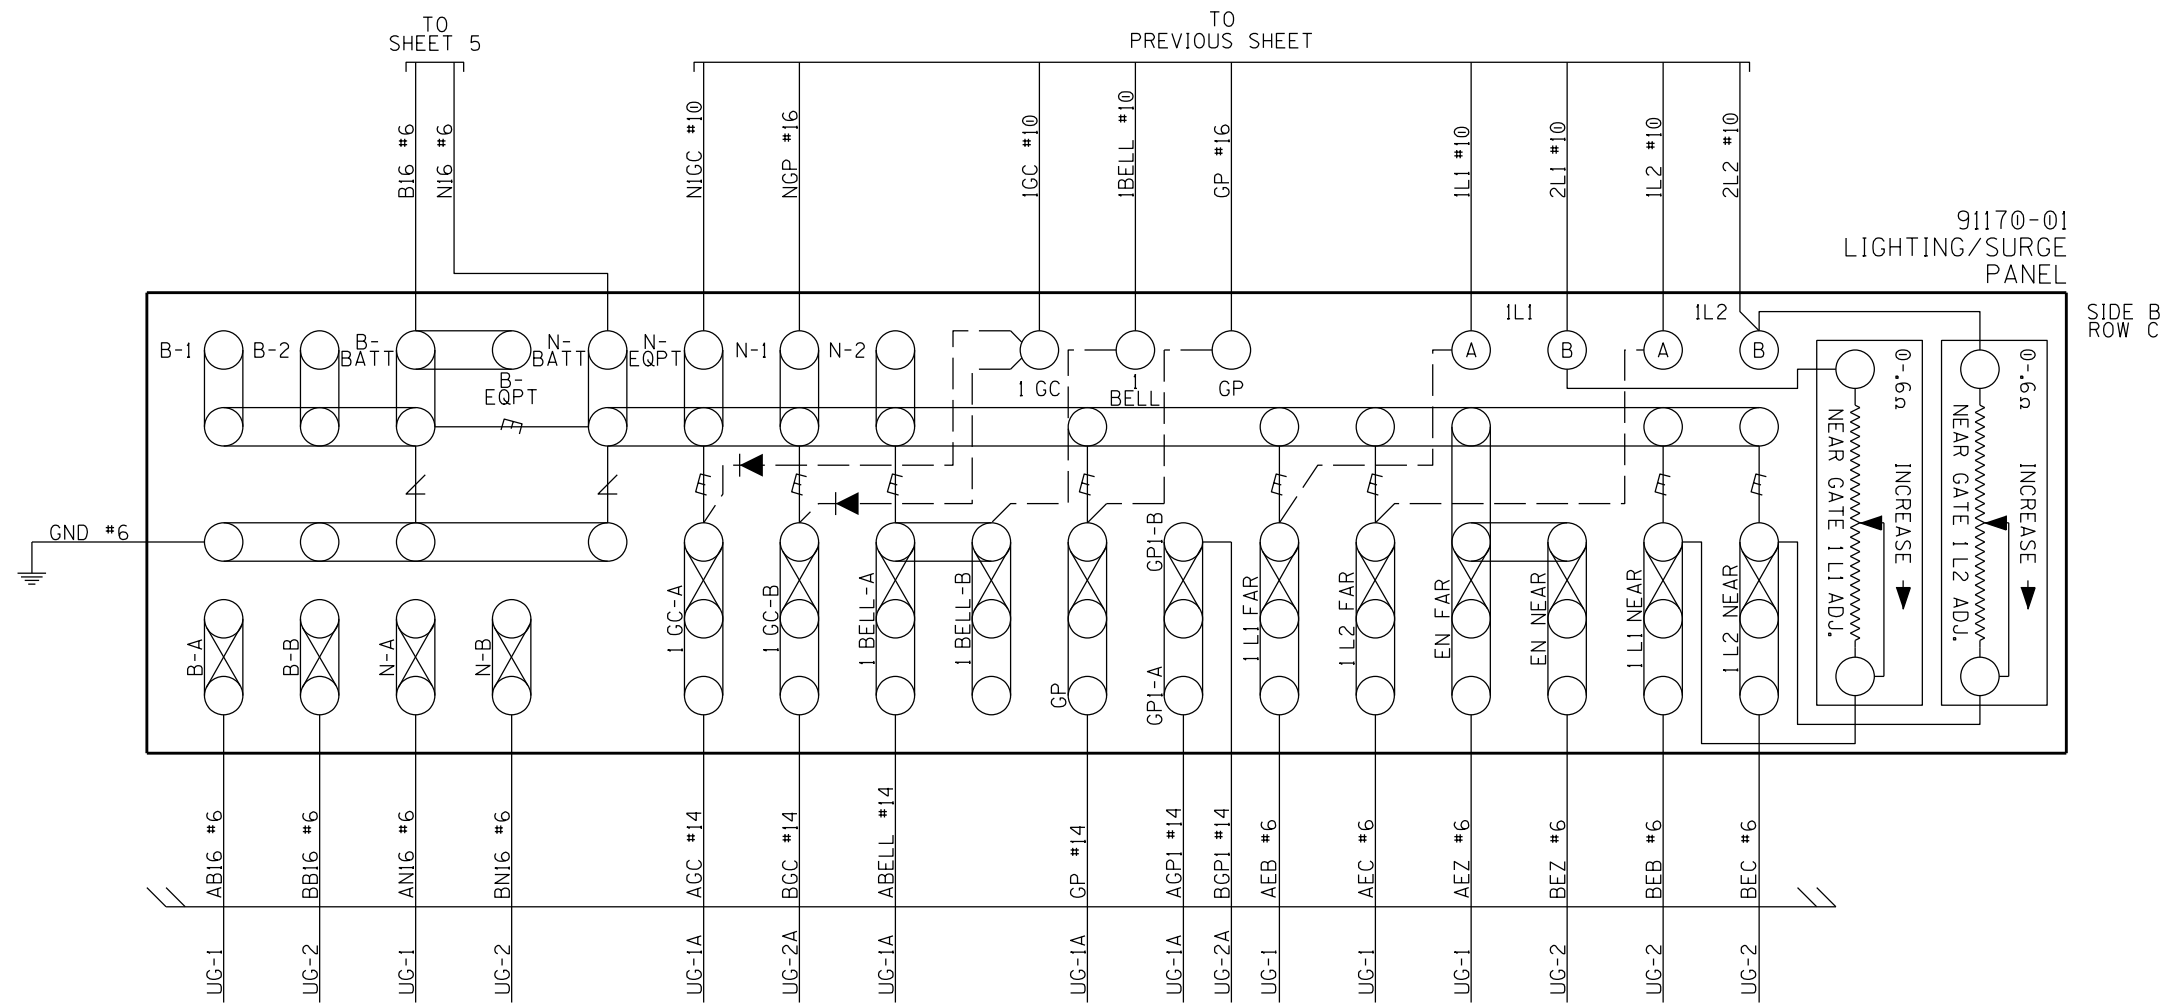 TO
SHEET 5
TO
PREVIOUS SHEET
B16 #6
N16 #6
N1GC #10
NGP #16
1GC #10
1BELL #10
GP #16
1L1 #10
2L1 #10
1L2 #10
2L2 #10
91170-01
LIGHTING/SURGE
PANEL
SIDE B
ROW C
B-1
B-2
B-
BATT
B-
EQPT
N-
BATT
N-
EQPT
N-1
N-2
1 GC
1
BELL
GP
1L1
A
B
1L2
A
B
0-.6Ω
NEAR GATE 1 L1 ADJ.
INCREASE
0-.6Ω
NEAR GATE 1 L2 ADJ.
INCREASE
GND #6
B-A
B-B
N-A
N-B
1 GC-A
1 GC-B
1 BELL-A
1 BELL-B
GP
GP1-B
GP1-A
1 L1 FAR
1 L2 FAR
EN FAR
EN NEAR
1 L1 NEAR
1 L2 NEAR
AB16 #6
BB16 #6
AN16 #6
BN16 #6
AGC #14
BGC #14
ABELL #14
GP #14
AGP1 #14
BGP1 #14
AEB #6
AEC #6
AEZ #6
BEZ #6
BEB #6
BEC #6
UG-1
UG-2
UG-1
UG-2
UG-1A
UG-2A
UG-1A
UG-1A
UG-1A
UG-2A
UG-1
UG-1
UG-1
UG-2
UG-2
UG-2